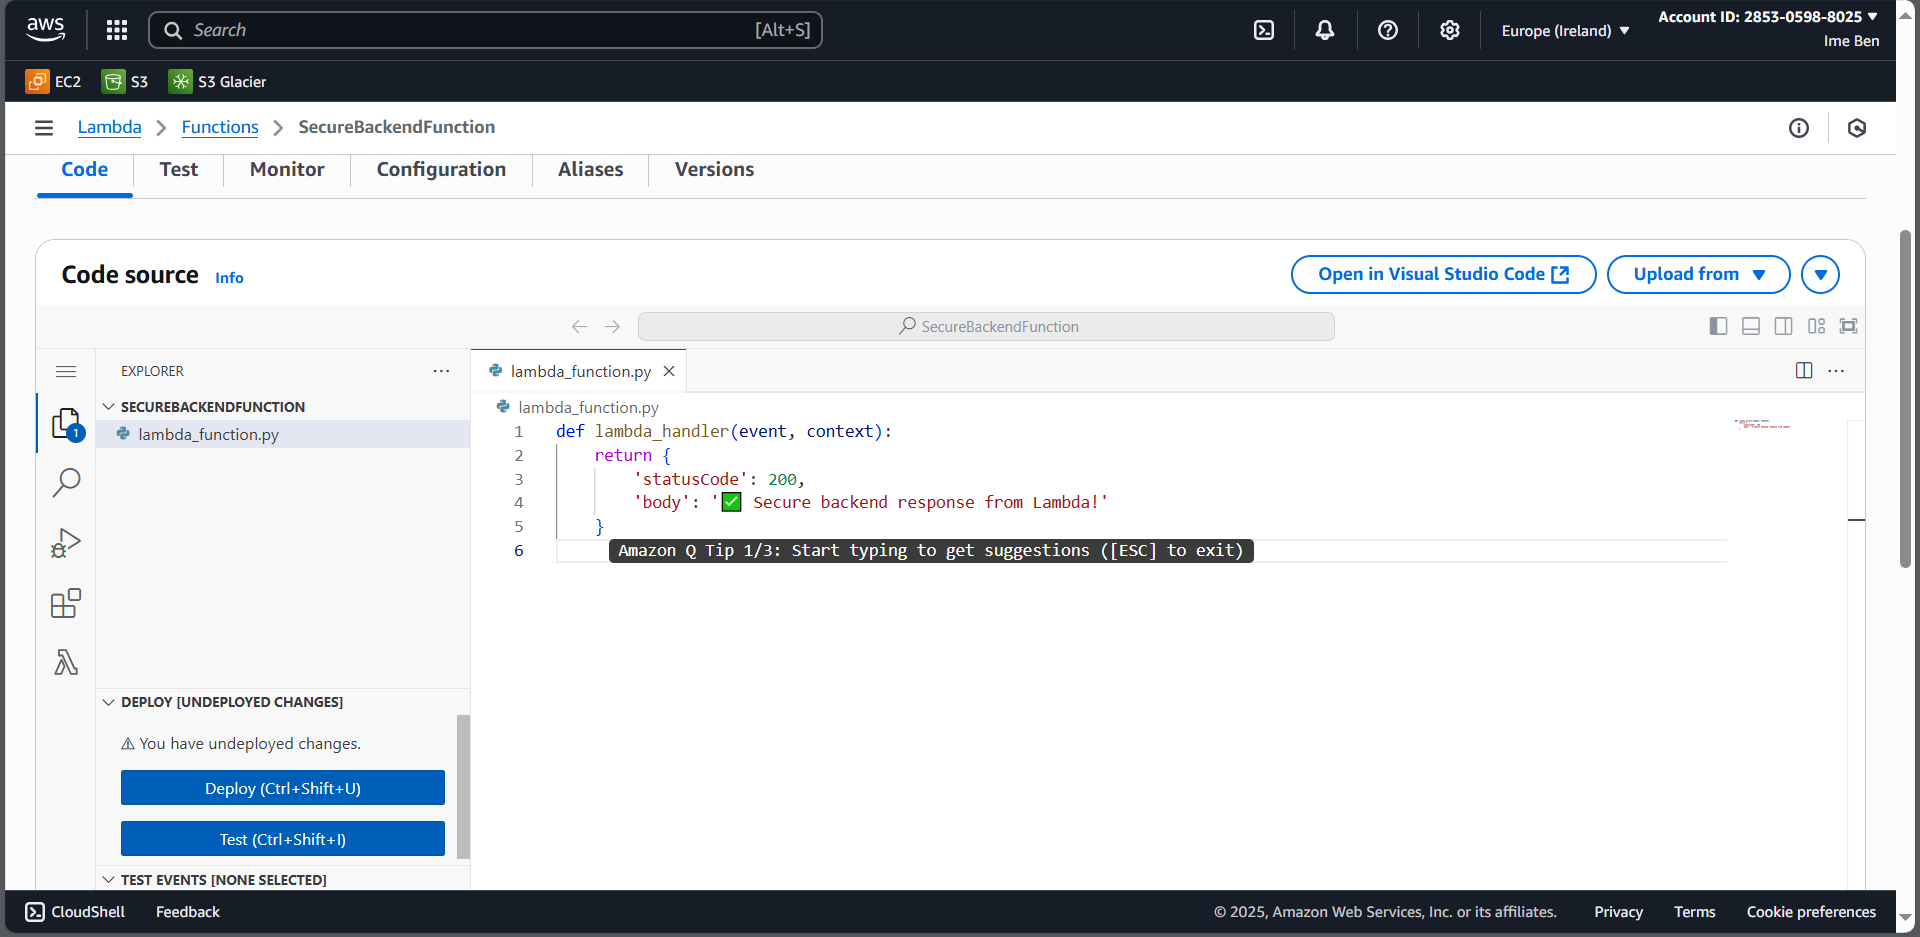 aws
Search [Alt+S]
Europe (Ireland)
Account ID: 2853-0598-8025
Ime Ben
EC2 S3 S3 Glacier
Lambda Functions SecureBackendFunction
Code Test Monitor Configuration Aliases Versions
Code source Info
Open in Visual Studio Code Upload from
SecureBackendFunction
EXPLORER
SECUREBACKENDFUNCTION
1
lambda_function.py
DEPLOY [UNDEPLOYED CHANGES]
You have undeployed changes.
Deploy (Ctrl+Shift+U)
Test (Ctrl+Shift+I)
TEST EVENTS [NONE SELECTED]
lambda_function.py
lambda_function.py
1 def lambda_handler(event, context):
2 return {
3 'statusCode': 200,
4 'body': '✅ Secure backend response from Lambda!'
5 }
6 Amazon Q Tip 1/3: Start typing to get suggestions ([ESC] to exit)
CloudShell Feedback
© 2025, Amazon Web Services, Inc. or its affiliates. Privacy Terms Cookie preferences